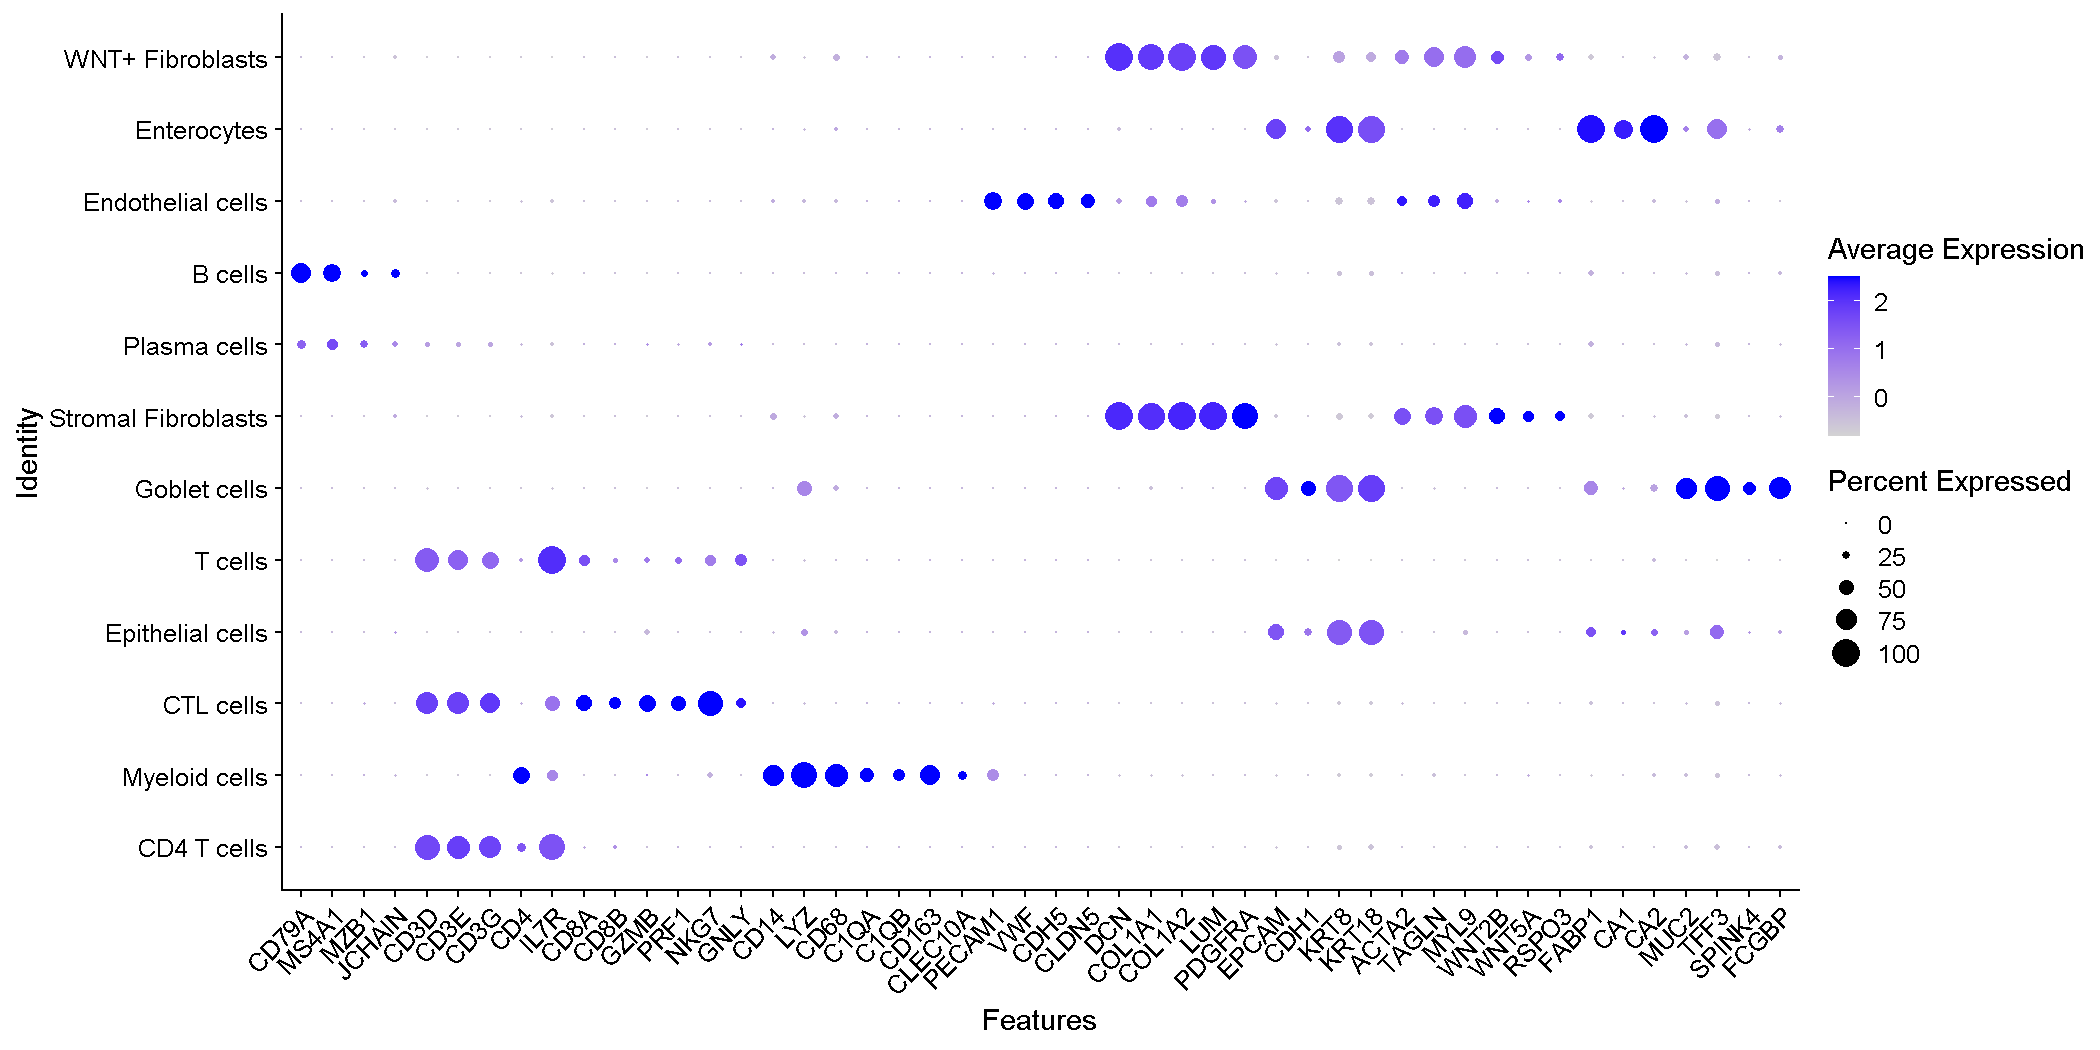 WNT+ Fibroblasts
Enterocytes
Endothelial cells
B cells
Plasma cells
Stromal Fibroblasts
Goblet cells
T cells
Epithelial cells
CTL cells
Myeloid cells
CD4 T cells
Identity
CD79A
MS4A1
MZB1
JCHAIN
CD3D
CD3E
CD3G
CD4
IL7R
CD8A
CD8B
GZMB
PRF1
NKG7
GNLY
CD14
LYZ
CD68
C1QA
C1QB
CD163
CLEC10A
PECAM1
VWF
CDH5
CLDN5
DCN
COL1A1
COL1A2
LUM
PDGFRA
EPCAM
CDH1
KRT8
KRT18
ACTA2
TAGLN
MYL9
WNT2B
WNT5A
RSPO3
FABP1
CA1
CA2
MUC2
TFF3
SPINK4
FCGBP
Features
Average Expression
2
1
0
Percent Expressed
0
25
50
75
100